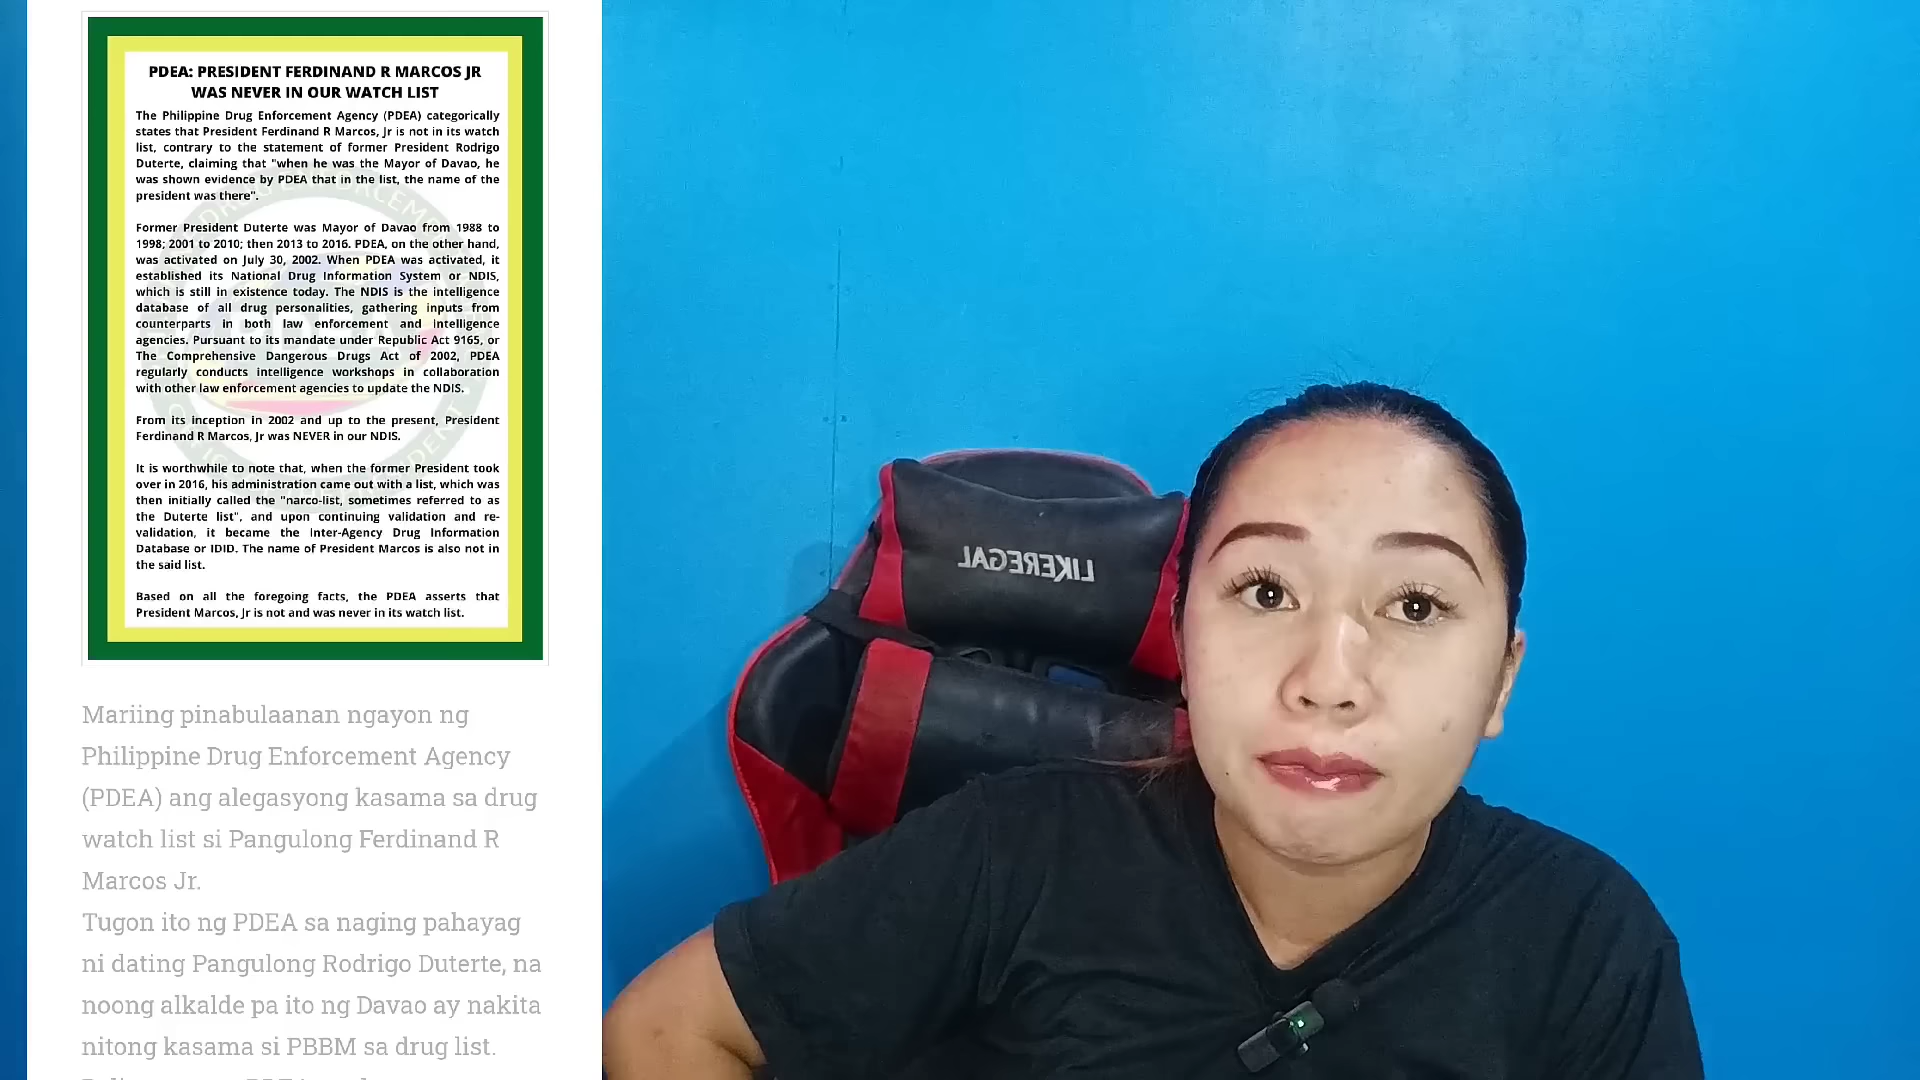 PDEA: PRESIDENT FERDINAND R MARCOS JR
WAS NEVER IN OUR WATCH LIST
The Philippine Drug Enforcement Agency (PDEA) categorically
states that President Ferdinand R Marcos, Jr is not in its watch
list, contrary to the statement of former President Rodrigo
Duterte, claiming that "when he was the Mayor of Davao, he
was shown evidence by PDEA that in the list, the name of the
president was there".
Former President Duterte was Mayor of Davao from 1988 to
1998; 2001 to 2010; then 2013 to 2016. PDEA, on the other hand,
was activated on July 30, 2002. When PDEA was activated, it
established its National Drug Information System or NDIS,
which is still in existence today. The NDIS is the intelligence
database of all drug personalities, gathering inputs from
counterparts in both law enforcement and intelligence
agencies. Pursuant to its mandate under Republic Act 9165, or
The Comprehensive Dangerous Drugs Act of 2002, PDEA
regularly conducts intelligence workshops in collaboration
with other law enforcement agencies to update the NDIS.
From its inception in 2002 and up to the present, President
Ferdinand R Marcos, Jr was NEVER in our NDIS.
It is worthwhile to note that, when the former President took
over in 2016, his administration came out with a list, which was
then initially called the "narco-list, sometimes referred to as
the Duterte list", and upon continuing validation and re-
validation, it became the Inter-Agency Drug Information
Database or IDID. The name of President Marcos is also not in
the said list.
Based on all the foregoing facts, the PDEA asserts that
President Marcos, Jr is not and was never in its watch list.
Mariing pinabulaanan ngayon ng
Philippine Drug Enforcement Agency
(PDEA) ang alegasyong kasama sa drug
watch list si Pangulong Ferdinand R
Marcos Jr.
Tugon ito ng PDEA sa naging pahayag
ni dating Pangulong Rodrigo Duterte, na
noong alkalde pa ito ng Davao ay nakita
nitong kasama si PBBM sa drug list.
LIKEREGAL